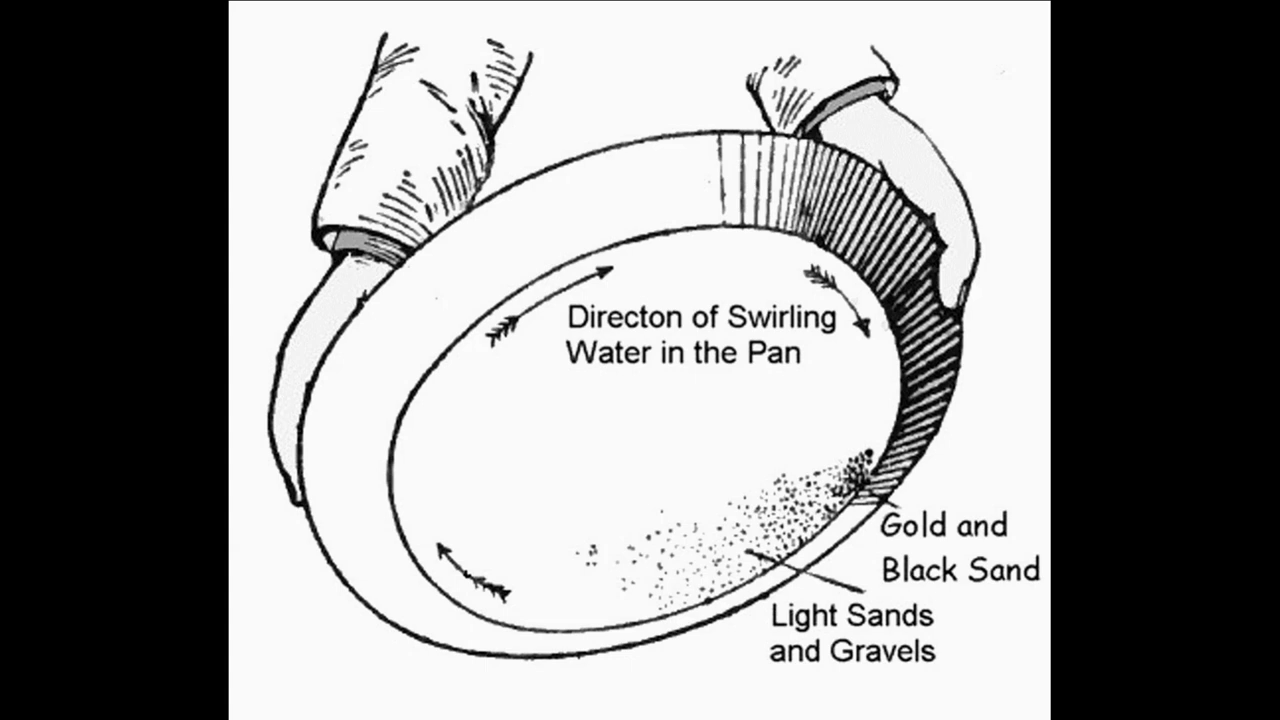 Directon of Swirling
Water in the Pan
Gold and
Black Sand
Light Sands
and Gravels